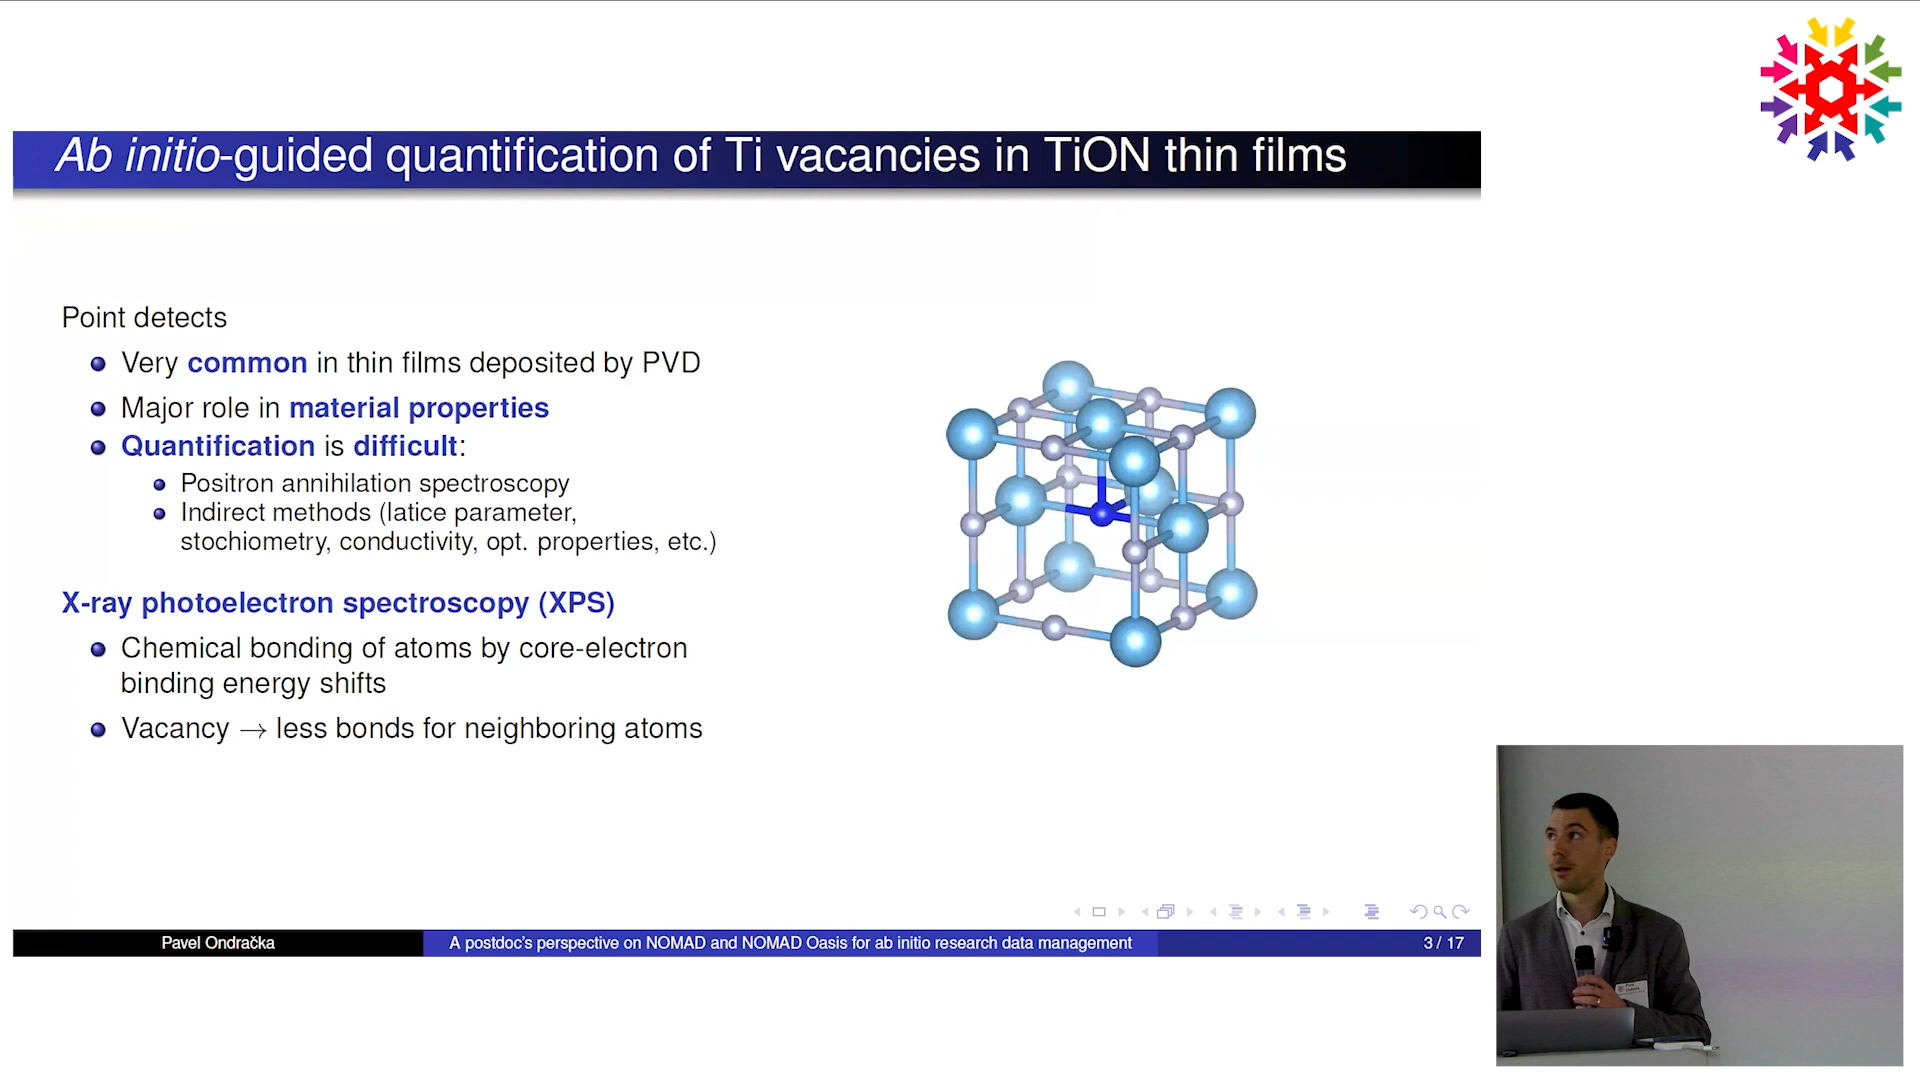 Ab initio-guided quantification of Ti vacancies in TiON thin films
Point detects
Very common in thin films deposited by PVD
Major role in material properties
Quantification is difficult:
Positron annihilation spectroscopy
Indirect methods (latice parameter,
stochiometry, conductivity, opt. properties, etc.)
X-ray photoelectron spectroscopy (XPS)
Chemical bonding of atoms by core-electron
binding energy shifts
Vacancy → less bonds for neighboring atoms
Pavel Ondračka
A postdoc's perspective on NOMAD and NOMAD Oasis for ab initio research data management
3 / 17